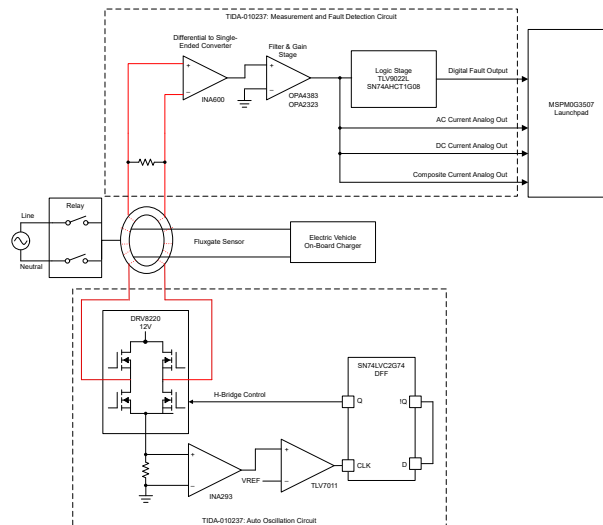 TIDA-010237: Measurement and Fault Detection Circuit
Differential to Single-
Ended Converter
Filter & Gain
Stage
+
−
INA600
+
−
OPA4383
OPA2323
Logic Stage
TLV9022L
SN74AHCT1G08
Digital Fault Output
AC Current Analog Out
DC Current Analog Out
Composite Current Analog Out
MSPM0G3507
Launchpad
Relay
Line
Neutral
Fluxgate Sensor
Electric Vehicle
On-Board Charger
DRV8220
12V
SN74LVC2G74
DFF
Q
!Q
CLK
D
H-Bridge Control
+
−
INA293
VREF
+
−
TLV7011
TIDA-010237: Auto Oscillation Circuit